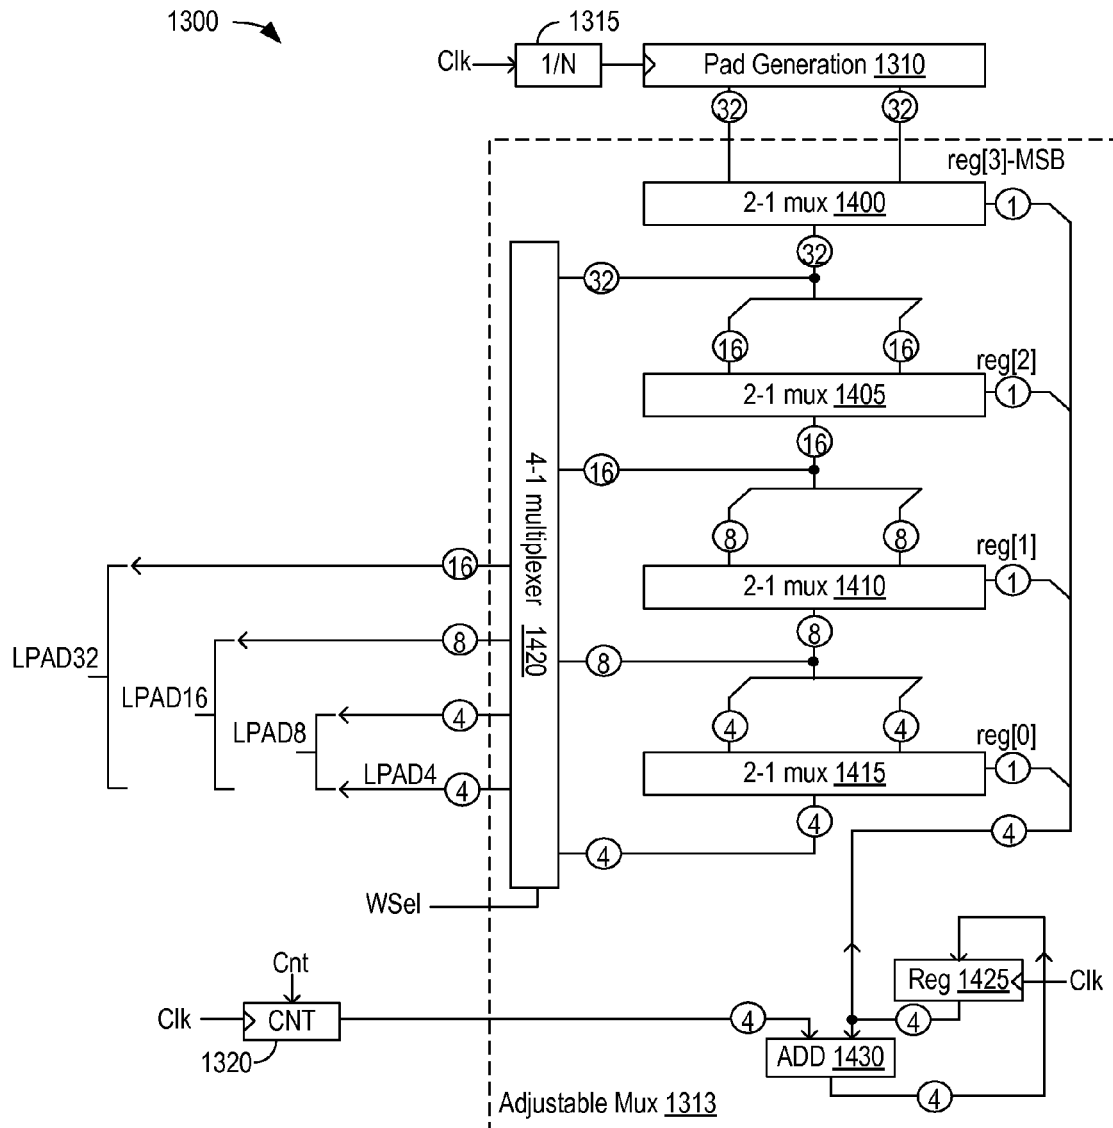 1300
1315
Clk
1/N
Pad Generation 1310
32
32
reg[3]-MSB
2-1 mux 1400
1
32
32
16
16
reg[2]
2-1 mux 1405
1
16
16
8
8
reg[1]
2-1 mux 1410
1
8
8
4
4
reg[0]
2-1 mux 1415
1
4
4
4
4-1 multiplexer 1420
16
8
4
4
LPAD32
LPAD16
LPAD8
LPAD4
WSel
Cnt
Clk
CNT
1320
4
Reg 1425
Clk
4
ADD 1430
4
Adjustable Mux 1313